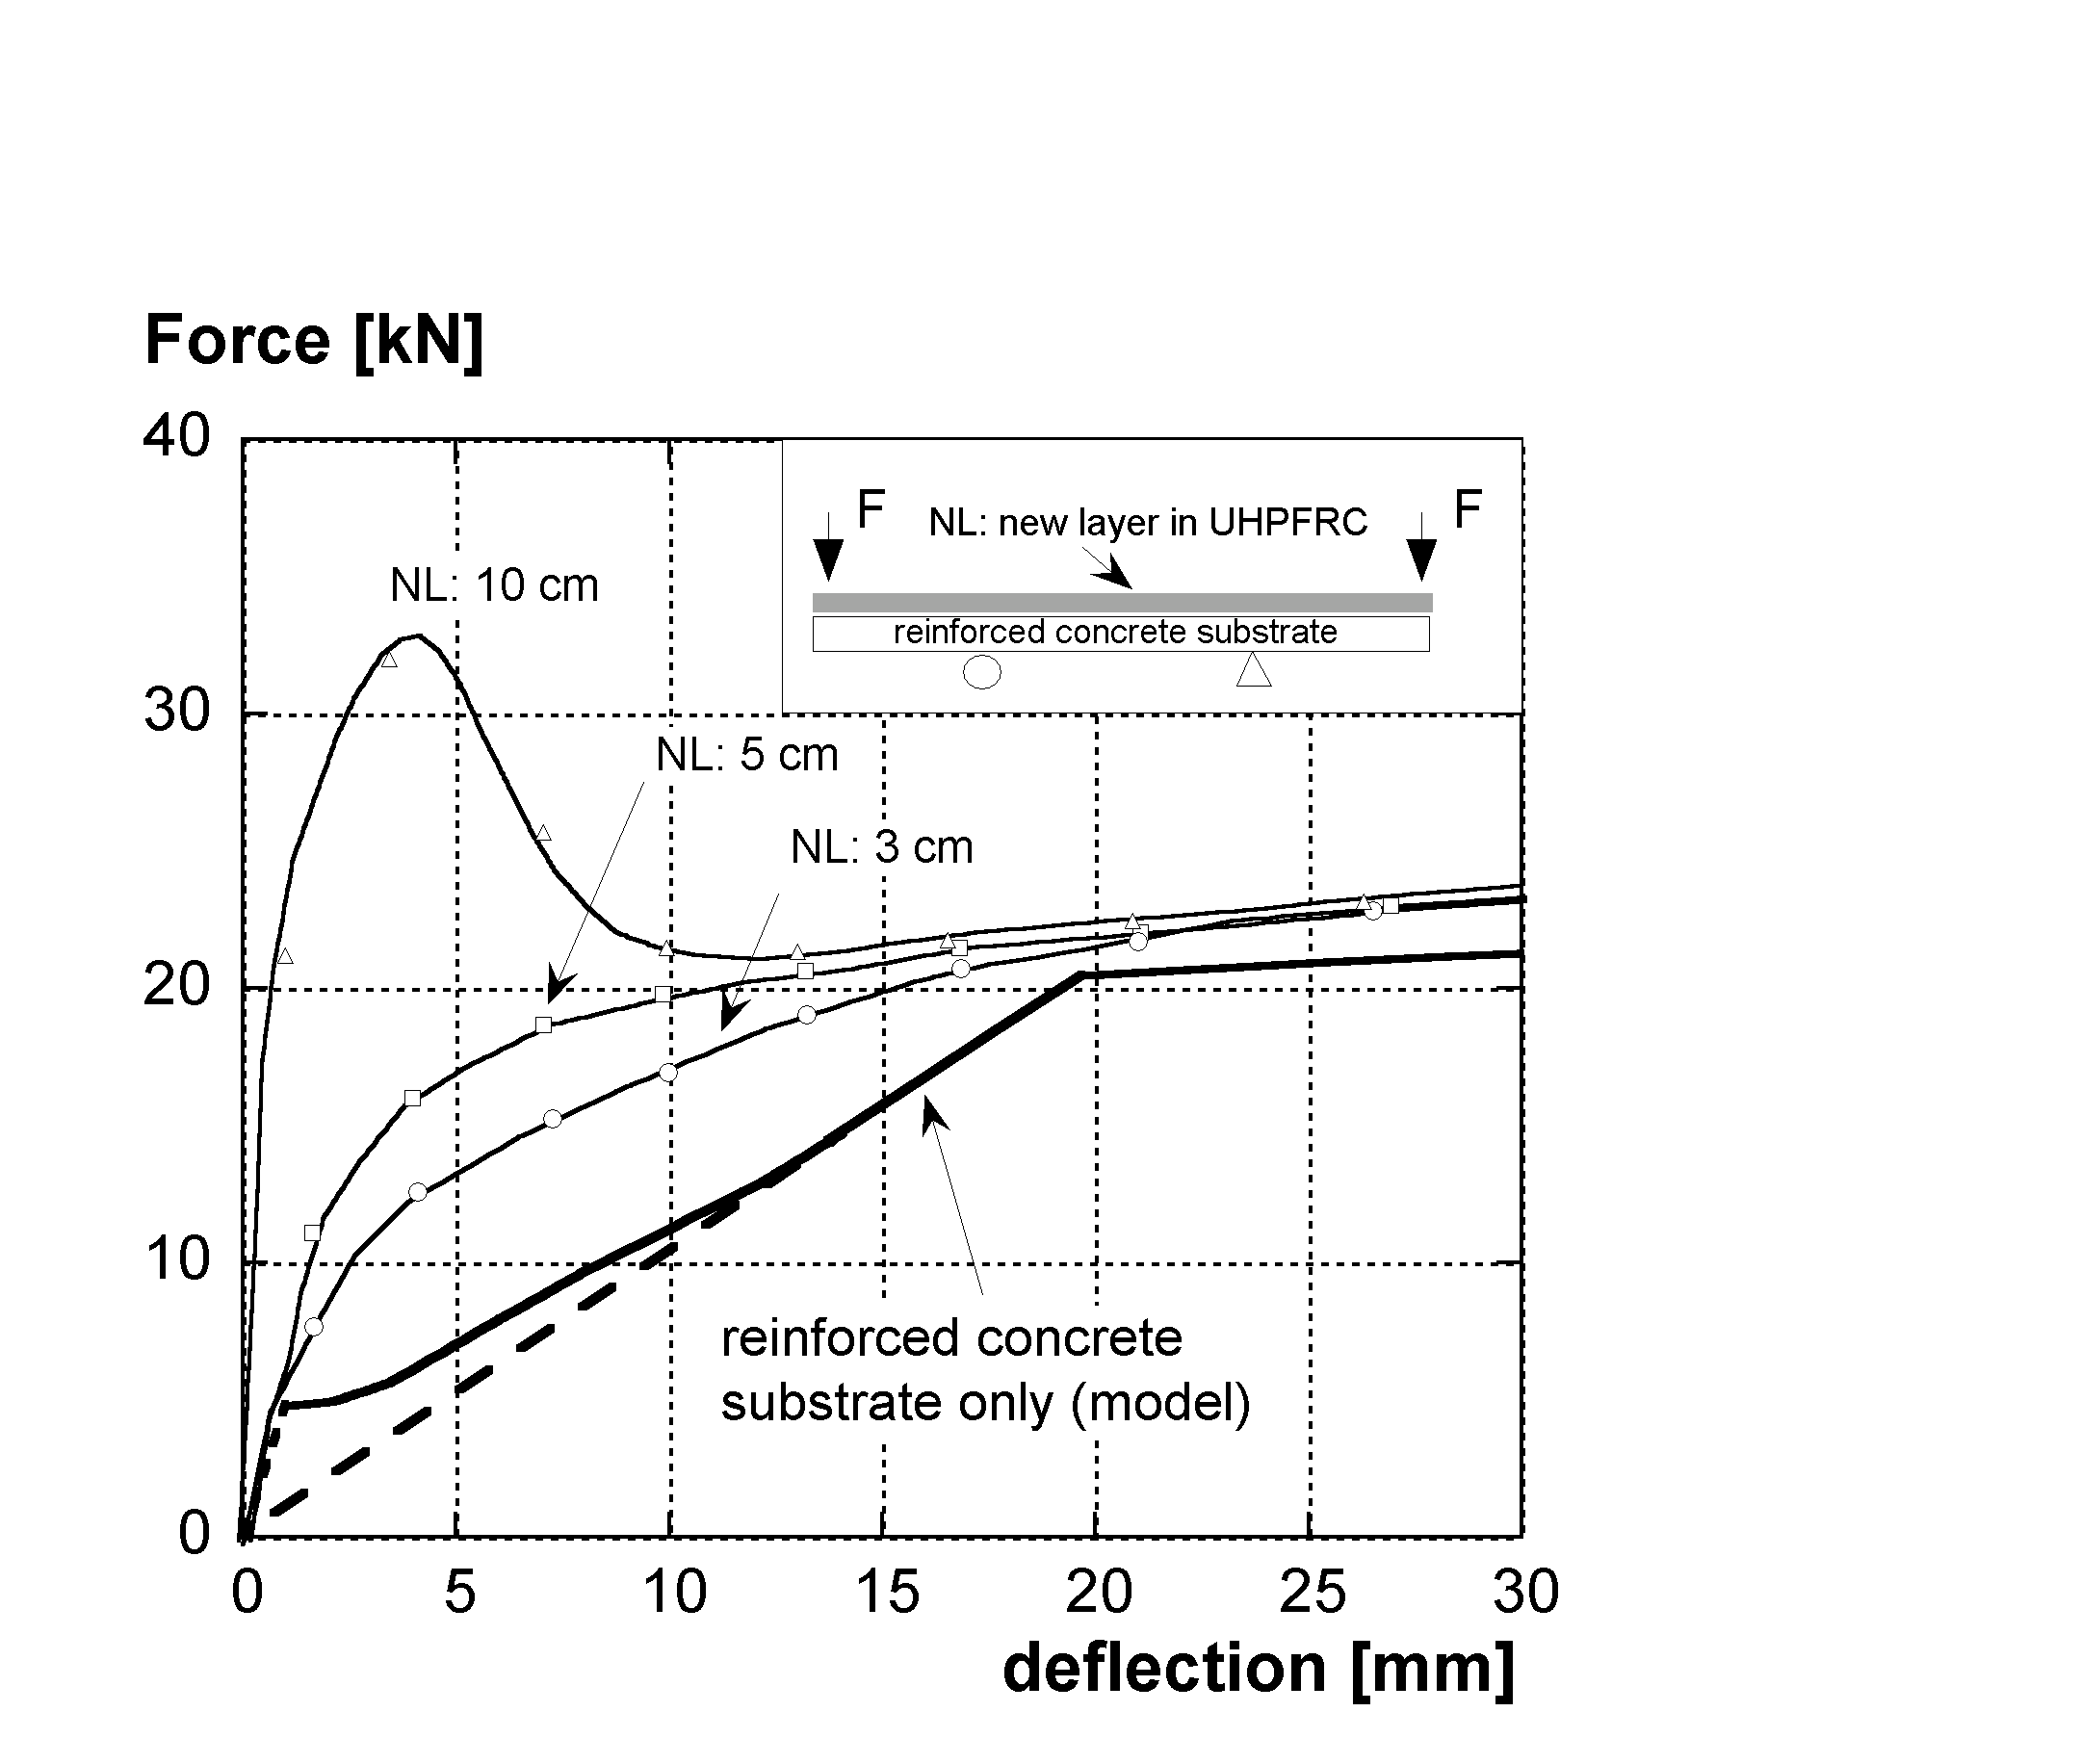 Force [kN]
40
30
20
10
0
F
NL: new layer in UHPFRC
F
reinforced concrete substrate
NL: 10 cm
NL: 5 cm
NL: 3 cm
reinforced concrete
substrate only (model)
0 5 10 15 20 25 30
deflection [mm]